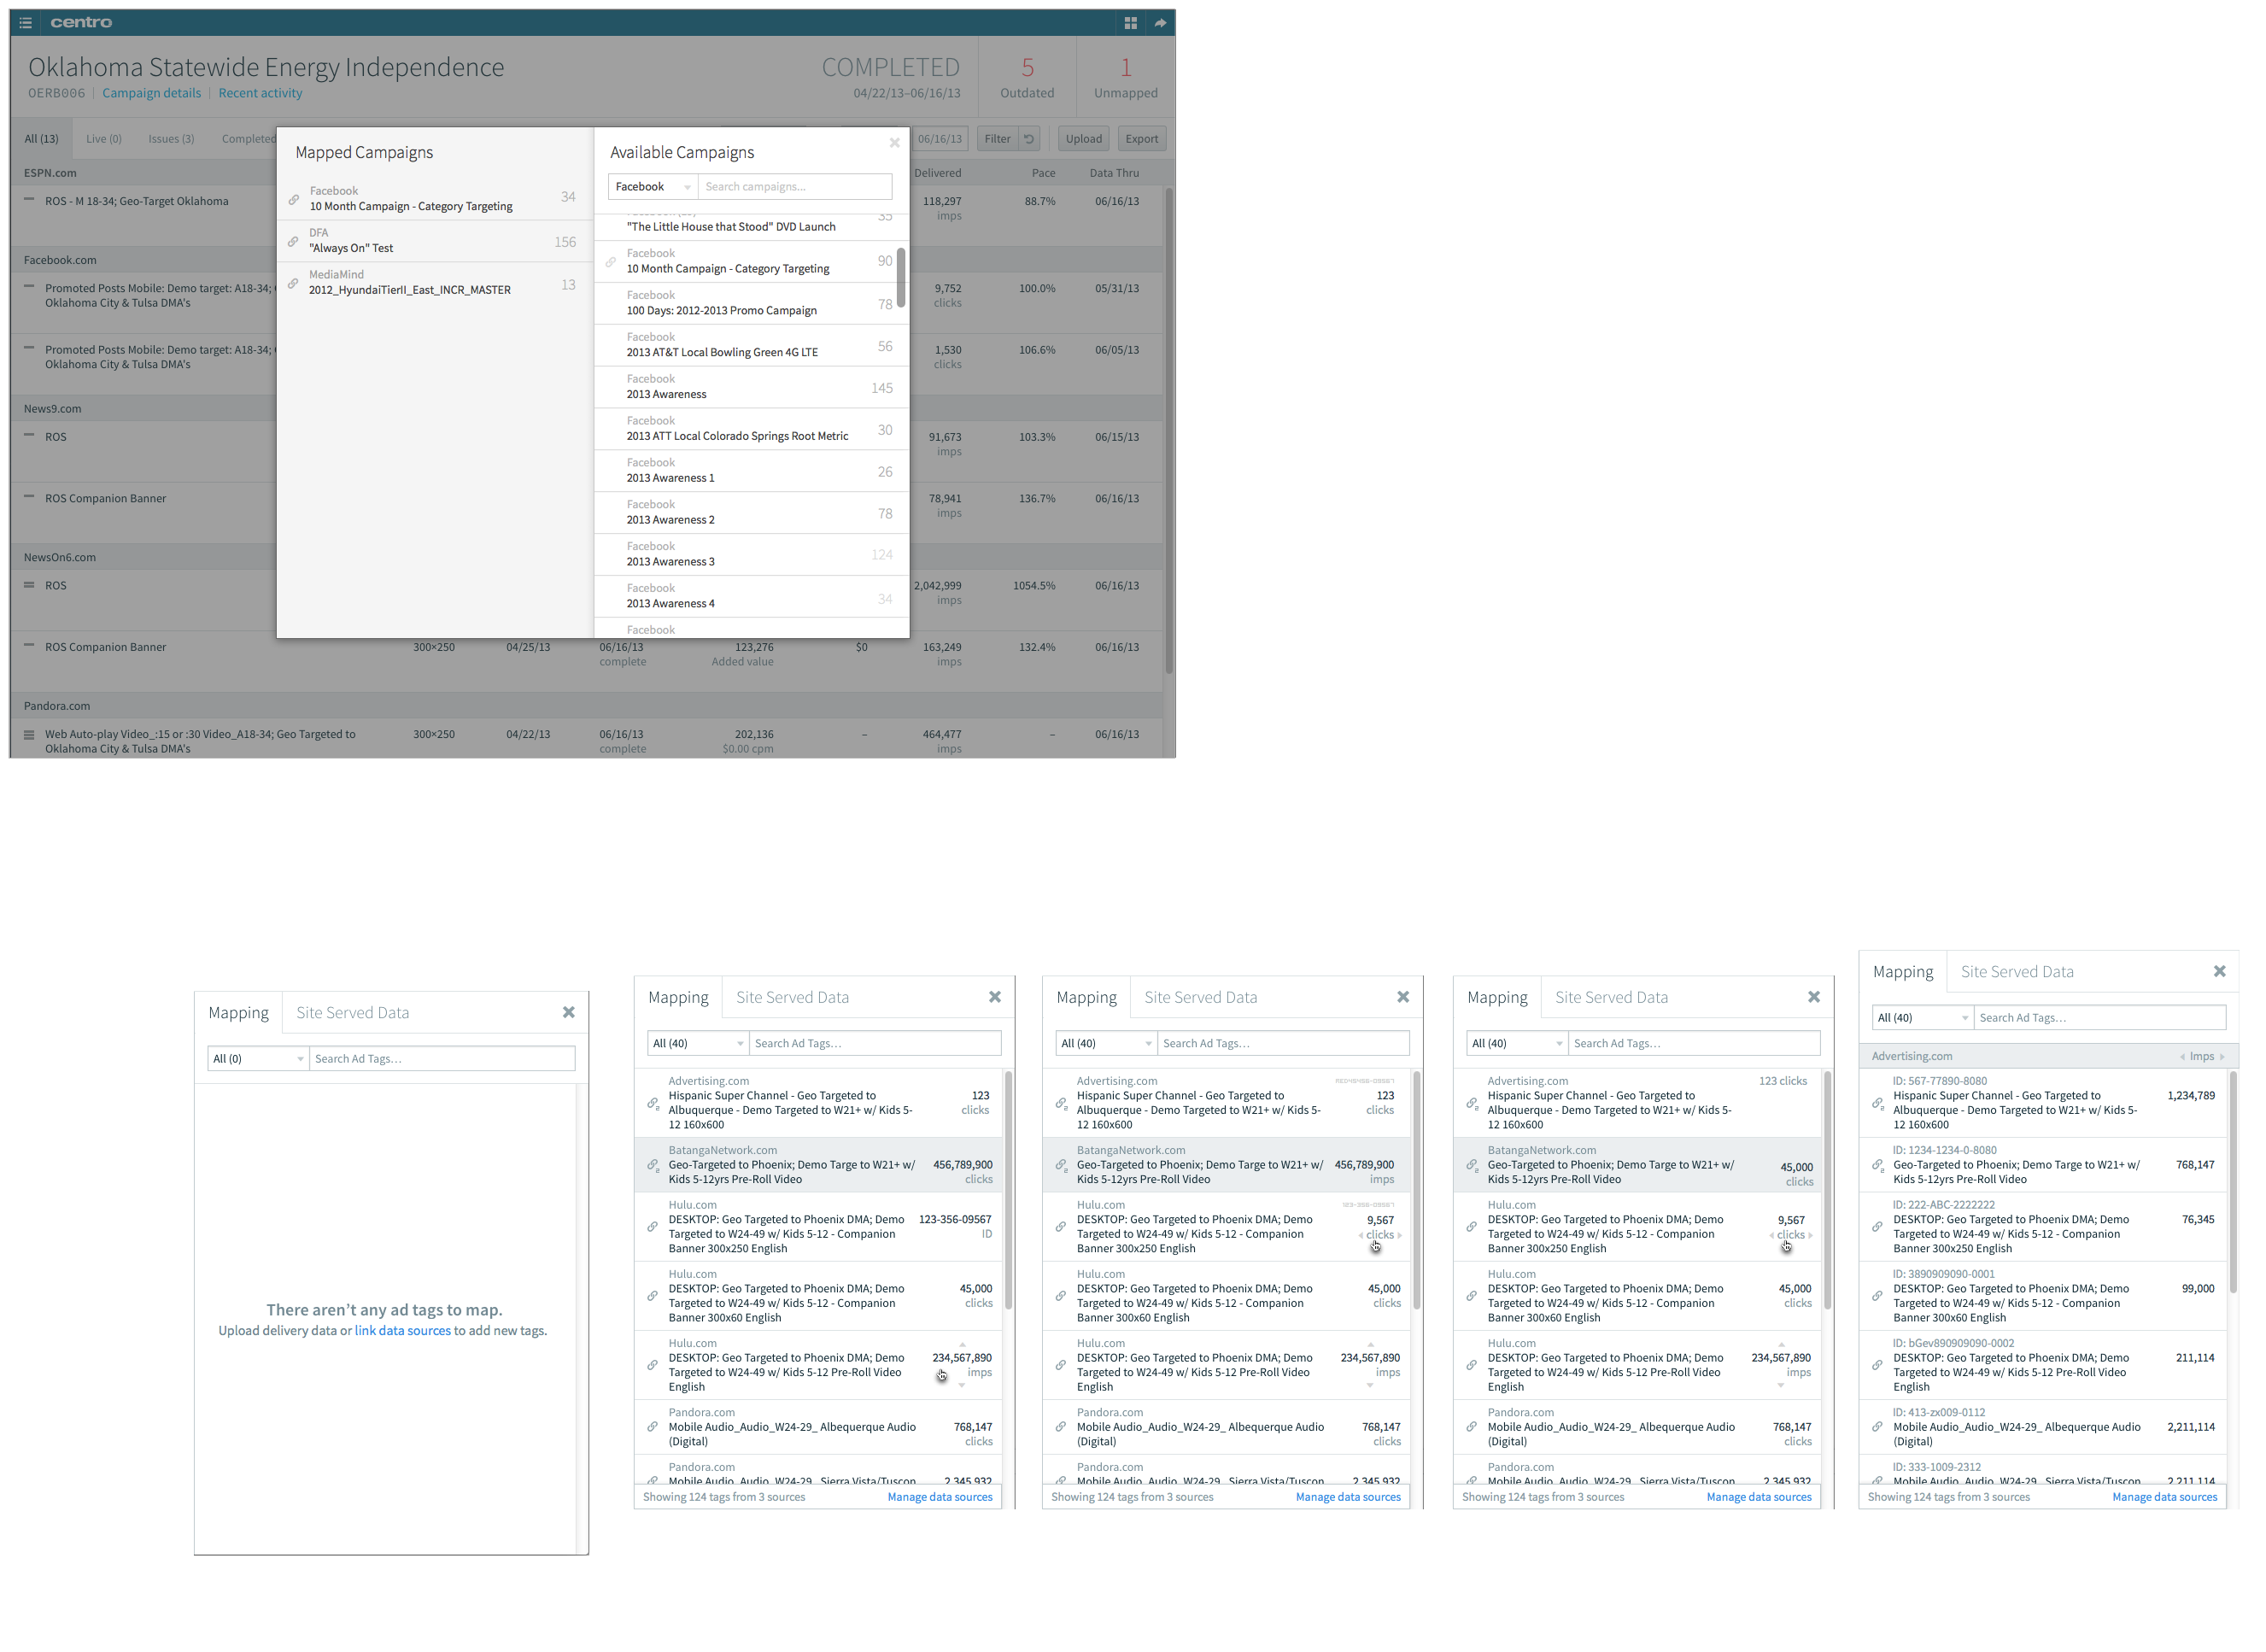 centro
Oklahoma Statewide Energy Independence
OERB006 | Campaign details | Recent activity
COMPLETED
04/22/13–06/16/13
5
Outdated
1
Unmapped
All (13)
Live (0)
Issues (3)
Completed
06/16/13
Filter
Upload
Export
ESPN.com
Delivered
Pace
Data Thru
ROS - M 18-34; Geo-Target Oklahoma
118,297
88.7%
06/16/13
imps
Facebook.com
Promoted Posts Mobile: Demo target: A18-34;
Oklahoma City & Tulsa DMA's
9,752
100.0%
05/31/13
clicks
Promoted Posts Mobile: Demo target: A18-34;
Oklahoma City & Tulsa DMA's
1,530
106.6%
06/05/13
clicks
News9.com
ROS
91,673
103.3%
06/15/13
imps
ROS Companion Banner
78,941
136.7%
06/16/13
imps
NewsOn6.com
ROS
2,042,999
1054.5%
06/16/13
imps
ROS Companion Banner
300×250
04/25/13
06/16/13
123,276
$0
163,249
132.4%
06/16/13
complete
Added value
imps
Pandora.com
Web Auto-play Video_:15 or :30 Video_A18-34; Geo Targeted to
Oklahoma City & Tulsa DMA's
300×250
04/22/13
06/16/13
202,136
–
464,477
–
06/16/13
complete
$0.00 cpm
imps
Mapped Campaigns
Facebook
10 Month Campaign - Category Targeting
34
DFA
"Always On" Test
156
MediaMind
2012_HyundaiTierII_East_INCR_MASTER
13
Available Campaigns
Facebook
Search campaigns...
35
"The Little House that Stood" DVD Launch
Facebook
10 Month Campaign - Category Targeting
90
Facebook
100 Days: 2012-2013 Promo Campaign
78
Facebook
2013 AT&T Local Bowling Green 4G LTE
56
Facebook
2013 Awareness
145
Facebook
2013 ATT Local Colorado Springs Root Metric
30
Facebook
2013 Awareness 1
26
Facebook
2013 Awareness 2
78
Facebook
2013 Awareness 3
124
Facebook
2013 Awareness 4
34
Facebook
Mapping
Site Served Data
All (0)
Search Ad Tags…
There aren't any ad tags to map.
Upload delivery data or link data sources to add new tags.
Mapping
Site Served Data
All (40)
Search Ad Tags…
Advertising.com
Hispanic Super Channel - Geo Targeted to
Albuquerque - Demo Targeted to W21+ w/ Kids 5-
12 160x600
123
clicks
BatangaNetwork.com
Geo-Targeted to Phoenix; Demo Targe to W21+ w/
Kids 5-12yrs Pre-Roll Video
456,789,900
clicks
Hulu.com
DESKTOP: Geo Targeted to Phoenix DMA; Demo
Targeted to W24-49 w/ Kids 5-12 - Companion
Banner 300x250 English
123-356-09567
ID
Hulu.com
DESKTOP: Geo Targeted to Phoenix DMA; Demo
Targeted to W24-49 w/ Kids 5-12 - Companion
Banner 300x60 English
45,000
clicks
Hulu.com
DESKTOP: Geo Targeted to Phoenix DMA; Demo
Targeted to W24-49 w/ Kids 5-12 Pre-Roll Video
English
234,567,890
imps
Pandora.com
Mobile Audio_Audio_W24-29_ Albequerque Audio
(Digital)
768,147
clicks
Pandora.com
Mobile Audio_Audio_W24-29_ Sierra Vista/Tuscon
2,345,932
Showing 124 tags from 3 sources
Manage data sources
Mapping
Site Served Data
All (40)
Search Ad Tags…
Advertising.com
Hispanic Super Channel - Geo Targeted to
Albuquerque - Demo Targeted to W21+ w/ Kids 5-
12 160x600
123
clicks
BatangaNetwork.com
Geo-Targeted to Phoenix; Demo Targe to W21+ w/
Kids 5-12yrs Pre-Roll Video
456,789,900
imps
Hulu.com
123-356-09567
DESKTOP: Geo Targeted to Phoenix DMA; Demo
Targeted to W24-49 w/ Kids 5-12 - Companion
Banner 300x250 English
9,567
clicks
Hulu.com
DESKTOP: Geo Targeted to Phoenix DMA; Demo
Targeted to W24-49 w/ Kids 5-12 - Companion
Banner 300x60 English
45,000
clicks
Hulu.com
DESKTOP: Geo Targeted to Phoenix DMA; Demo
Targeted to W24-49 w/ Kids 5-12 Pre-Roll Video
English
234,567,890
imps
Pandora.com
Mobile Audio_Audio_W24-29_ Albequerque Audio
(Digital)
768,147
clicks
Pandora.com
Mobile Audio_Audio_W24-29_ Sierra Vista/Tuscon
2,345,932
Showing 124 tags from 3 sources
Manage data sources
Mapping
Site Served Data
All (40)
Search Ad Tags…
Advertising.com
123 clicks
Hispanic Super Channel - Geo Targeted to
Albuquerque - Demo Targeted to W21+ w/ Kids 5-
12 160x600
BatangaNetwork.com
Geo-Targeted to Phoenix; Demo Targe to W21+ w/
Kids 5-12yrs Pre-Roll Video
45,000
clicks
Hulu.com
DESKTOP: Geo Targeted to Phoenix DMA; Demo
Targeted to W24-49 w/ Kids 5-12 - Companion
Banner 300x250 English
9,567
clicks
Hulu.com
DESKTOP: Geo Targeted to Phoenix DMA; Demo
Targeted to W24-49 w/ Kids 5-12 - Companion
Banner 300x60 English
45,000
clicks
Hulu.com
DESKTOP: Geo Targeted to Phoenix DMA; Demo
Targeted to W24-49 w/ Kids 5-12 Pre-Roll Video
English
234,567,890
imps
Pandora.com
Mobile Audio_Audio_W24-29_ Albequerque Audio
(Digital)
768,147
clicks
Pandora.com
Mobile Audio_Audio_W24-29_ Sierra Vista/Tuscon
2,345,932
Showing 124 tags from 3 sources
Manage data sources
Mapping
Site Served Data
All (40)
Search Ad Tags…
Advertising.com
Imps
ID: 567-77890-8080
Hispanic Super Channel - Geo Targeted to
Albuquerque - Demo Targeted to W21+ w/ Kids 5-
12 160x600
1,234,789
ID: 1234-1234-0-8080
Geo-Targeted to Phoenix; Demo Targe to W21+ w/
Kids 5-12yrs Pre-Roll Video
768,147
ID: 222-ABC-2222222
DESKTOP: Geo Targeted to Phoenix DMA; Demo
Targeted to W24-49 w/ Kids 5-12 - Companion
Banner 300x250 English
76,345
ID: 3890909090-0001
DESKTOP: Geo Targeted to Phoenix DMA; Demo
Targeted to W24-49 w/ Kids 5-12 - Companion
Banner 300x60 English
99,000
ID: bGev890909090-0002
DESKTOP: Geo Targeted to Phoenix DMA; Demo
Targeted to W24-49 w/ Kids 5-12 Pre-Roll Video
English
211,114
ID: 413-zx009-0112
Mobile Audio_Audio_W24-29_ Albequerque Audio
(Digital)
2,211,114
ID: 333-1009-2312
Mobile Audio_Audio_W24-29_ Sierra Vista/Tuscon
2,211,114
Showing 124 tags from 3 sources
Manage data sources